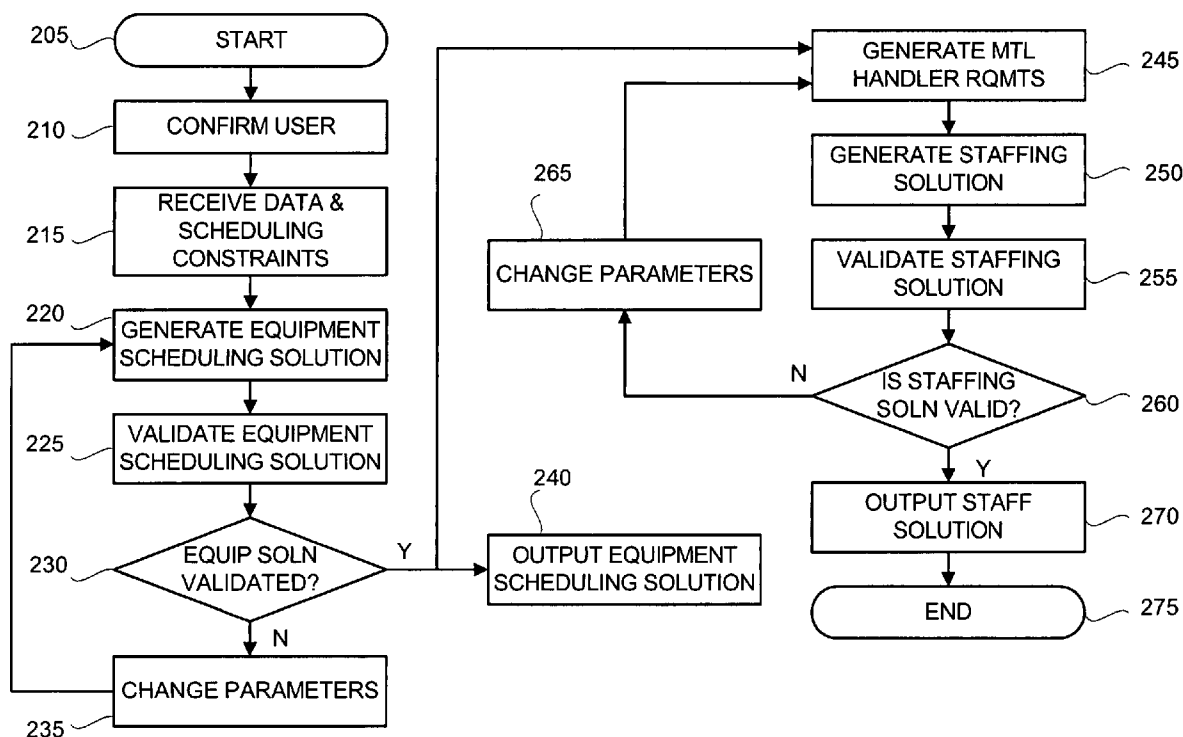 205
START
210
CONFIRM USER
215
RECEIVE DATA &
SCHEDULING
CONSTRAINTS
220
GENERATE EQUIPMENT
SCHEDULING SOLUTION
225
VALIDATE EQUIPMENT
SCHEDULING SOLUTION
230
EQUIP SOLN
VALIDATED?
Y
N
CHANGE PARAMETERS
235
240
OUTPUT EQUIPMENT
SCHEDULING SOLUTION
GENERATE MTL
HANDLER RQMTS
245
GENERATE STAFFING
SOLUTION
250
VALIDATE STAFFING
SOLUTION
255
IS STAFFING
SOLN VALID?
260
N
265
CHANGE PARAMETERS
Y
OUTPUT STAFF
SOLUTION
270
END
275